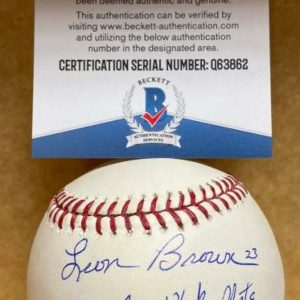 been deemed authentic and genuine.
This authentication can be verified by
visiting www.beckett-authentication.com
and utilizing the below authentication
number in the designated area.
CERTIFICATION SERIAL NUMBER: Q63862
BECKETT
B
AUTHENTICATION
SERVICES
Leon Brown 23